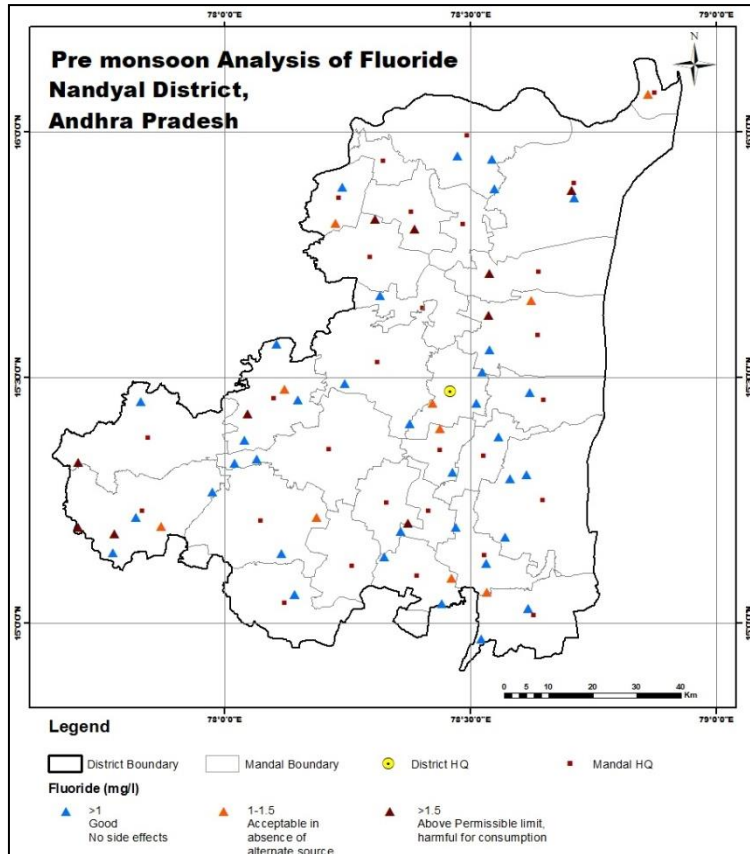 Pre monsoon Analysis of Fluoride
Nandyal District,
Andhra Pradesh
78°0'0"E
78°30'0"E
79°0'0"E
N
0 5 10 20 30 40
Km
78°0'0"E
78°30'0"E
79°0'0"E
Legend
District Boundary
Mandal Boundary
District HQ
Mandal HQ
Fluoride (mg/l)
>1
Good
No side effects
1-1.5
Acceptable in
absence of
alternate source
>1.5
Above Permissible limit,
harmful for consumption